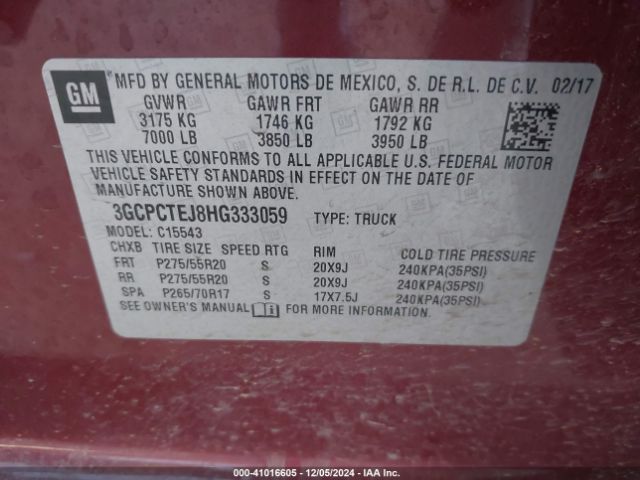 GM
MFD BY GENERAL MOTORS DE MEXICO, S. DE R.L. DE C.V. 02/17
GVWR GAWR FRT GAWR RR
3175 KG 1746 KG 1792 KG
7000 LB 3850 LB 3950 LB
THIS VEHICLE CONFORMS TO ALL APPLICABLE U.S. FEDERAL MOTOR
VEHICLE SAFETY STANDARDS IN EFFECT ON THE DATE OF
MANUFACTURE SHOWN ABOVE.
3GCPCTEJ8HG333059 TYPE: TRUCK
MODEL: C15543
CHXB TIRE SIZE SPEED RTG RIM COLD TIRE PRESSURE
FRT P275/55R20 S 20X9J 240KPA(35PSI)
RR P275/55R20 S 20X9J 240KPA(35PSI)
SPA P265/70R17 S 17X7.5J 240KPA(35PSI)
SEE OWNER'S MANUAL FOR MORE INFORMATION.
000-41016605 - 12/05/2024 - IAAI.COM